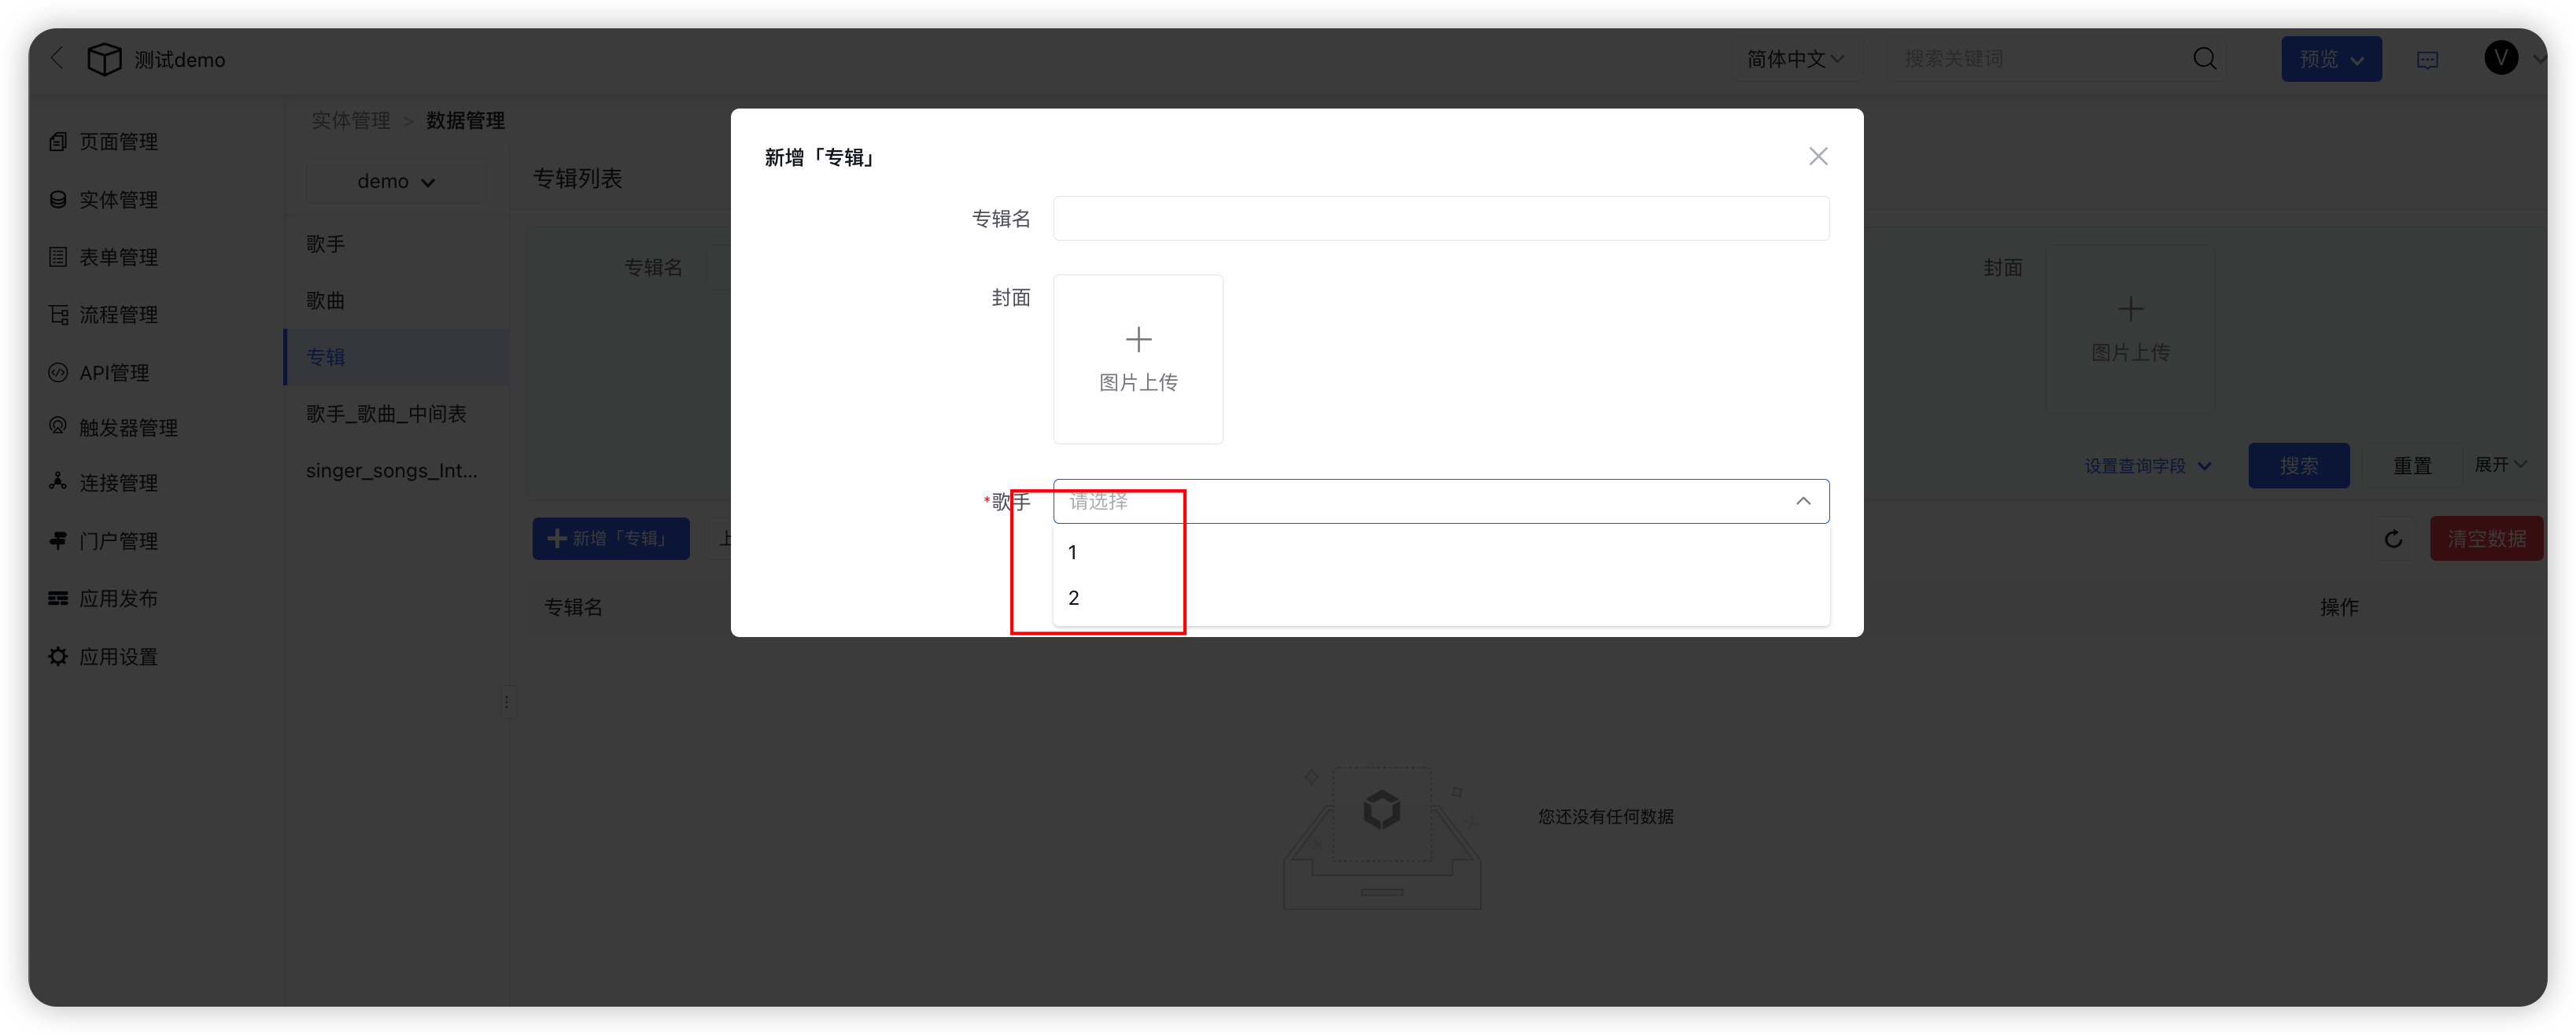 测试demo
简体中文
搜索关键词
预览
V
页面管理
实体管理
表单管理
流程管理
API管理
触发器管理
连接管理
门户管理
应用发布
应用设置
实体管理 > 数据管理
demo
歌手
歌曲
专辑
歌手_歌曲_中间表
singer_songs_Int...
专辑列表
专辑名
封面
图片上传
设置查询字段
搜索
重置
展开
新增「专辑」
上
清空数据
专辑名
操作
您还没有任何数据
新增「专辑」
专辑名
封面
图片上传
*歌手
请选择
1
2